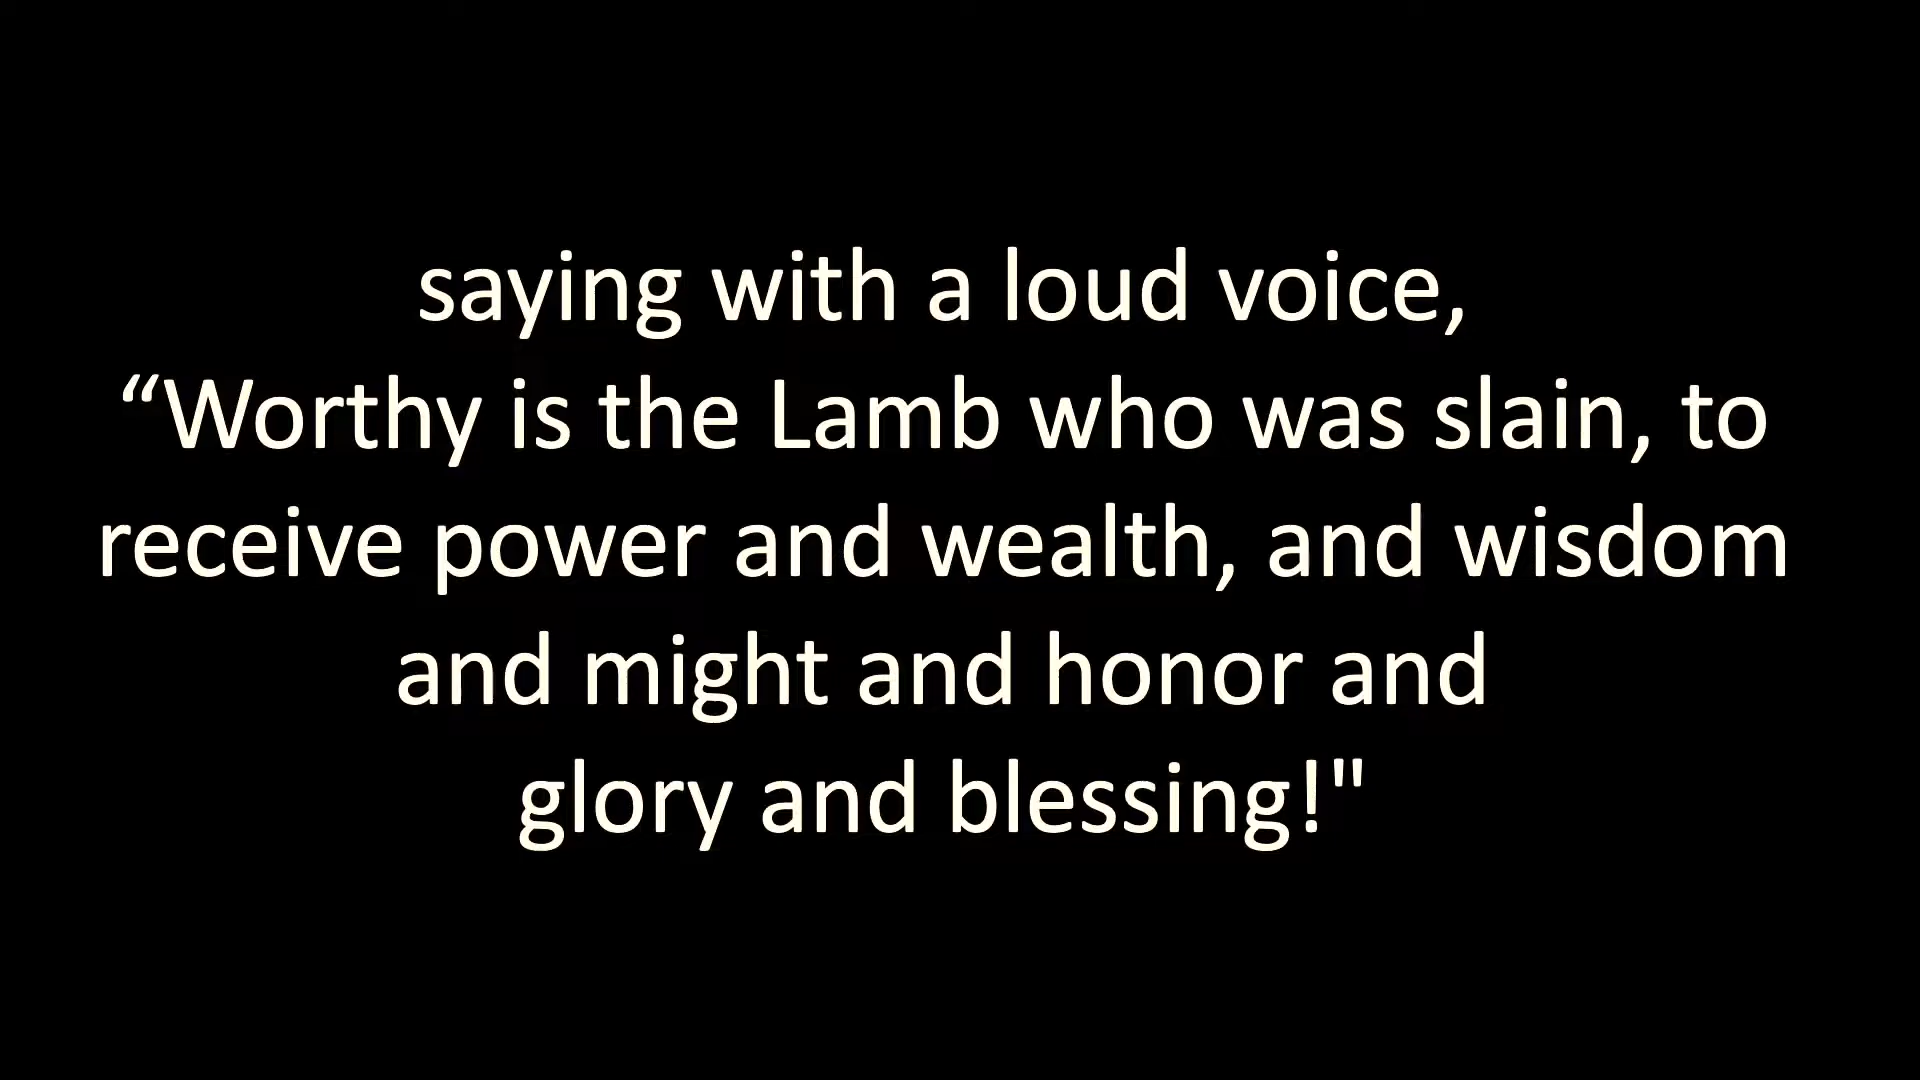 saying with a loud voice,
“Worthy is the Lamb who was slain, to
receive power and wealth, and wisdom
and might and honor and
glory and blessing!"